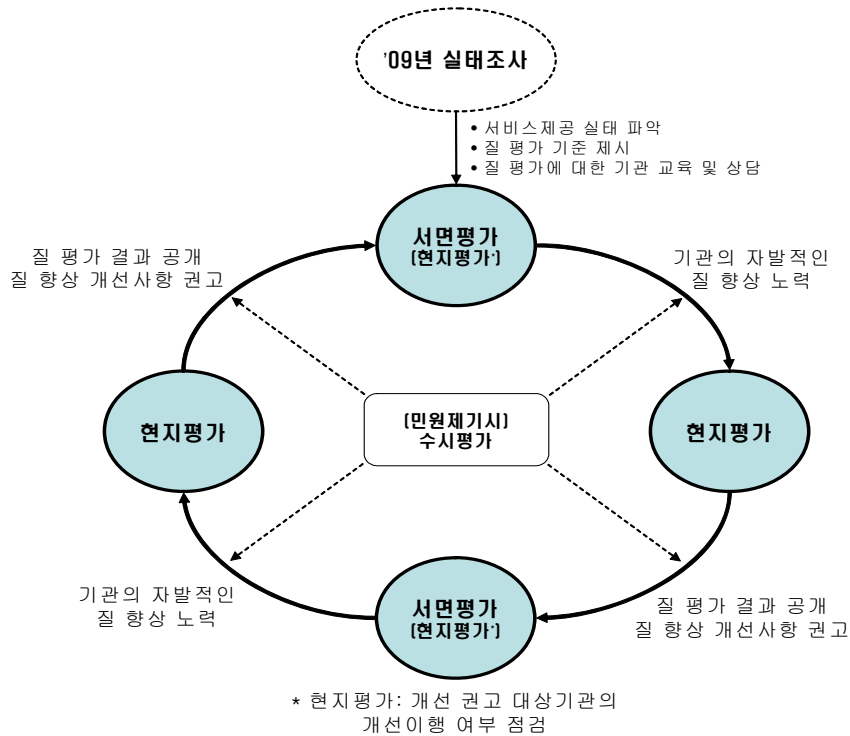 '09년 실태조사
• 서비스제공 실태 파악
• 질 평가 기준 제시
• 질 평가에 대한 기관 교육 및 상담
서면평가
(현지평가*)
질 평가 결과 공개
질 향상 개선사항 권고
기관의 자발적인
질 향상 노력
현지평가
(민원제기시)
수시평가
현지평가
기관의 자발적인
질 향상 노력
서면평가
(현지평가*)
질 평가 결과 공개
질 향상 개선사항 권고
* 현지평가: 개선 권고 대상기관의
개선이행 여부 점검